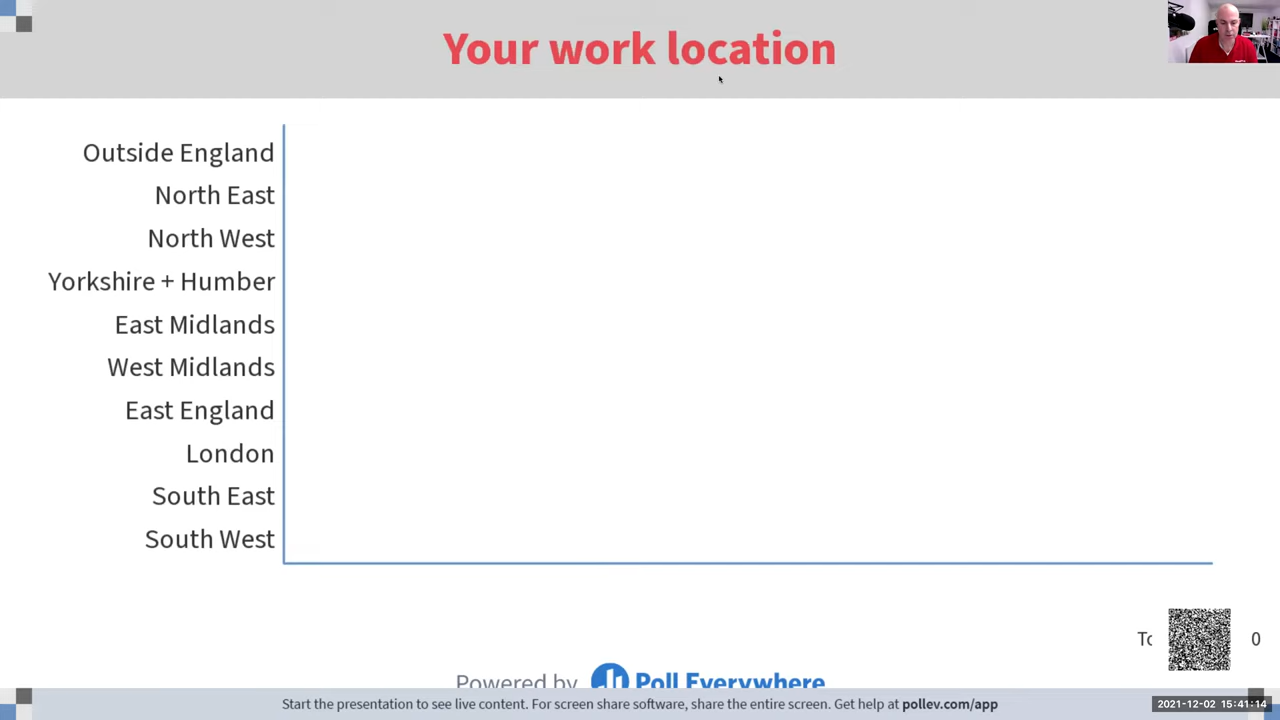 Your work location
Outside England
North East
North West
Yorkshire + Humber
East Midlands
West Midlands
East England
London
South East
South West
0
Powered by Poll Everywhere
Start the presentation to see live content. For screen share software, share the entire screen. Get help at pollev.com/app
2021-12-02 15:41:14